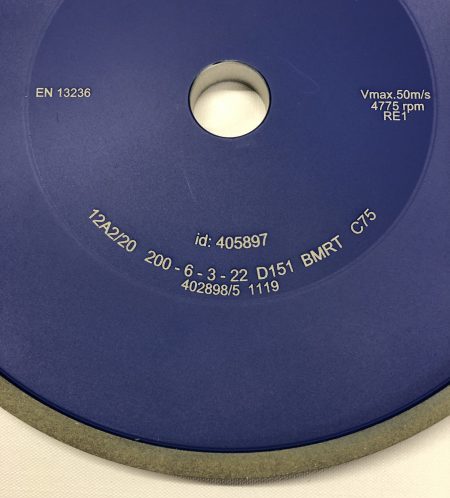 EN 13236
Vmax.50m/s
4775 rpm
RE1
id: 405897
12A2/20 200 - 6 - 3 - 22 D151 BMRT C75
402898/5 1119